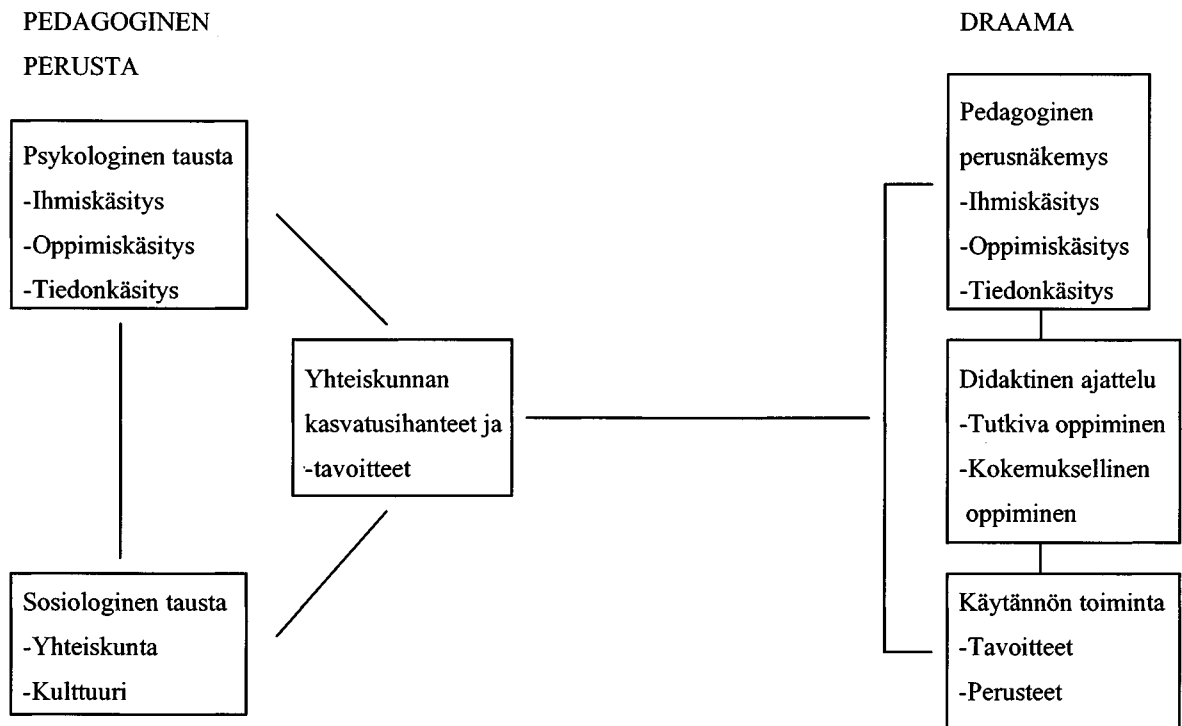 PEDAGOGINEN
PERUSTA
Psykologinen tausta
-Ihmiskäsitys
-Oppimiskäsitys
-Tiedonkäsitys
Yhteiskunnan
kasvatusihanteet ja
-tavoitteet
Sosiologinen tausta
-Yhteiskunta
-Kulttuuri
DRAAMA
Pedagoginen
perusnäkemys
-Ihmiskäsitys
-Oppimiskäsitys
-Tiedonkäsitys
Didaktinen ajattelu
-Tutkiva oppiminen
-Kokemuksellinen
oppiminen
Käytännön toiminta
-Tavoitteet
-Perusteet